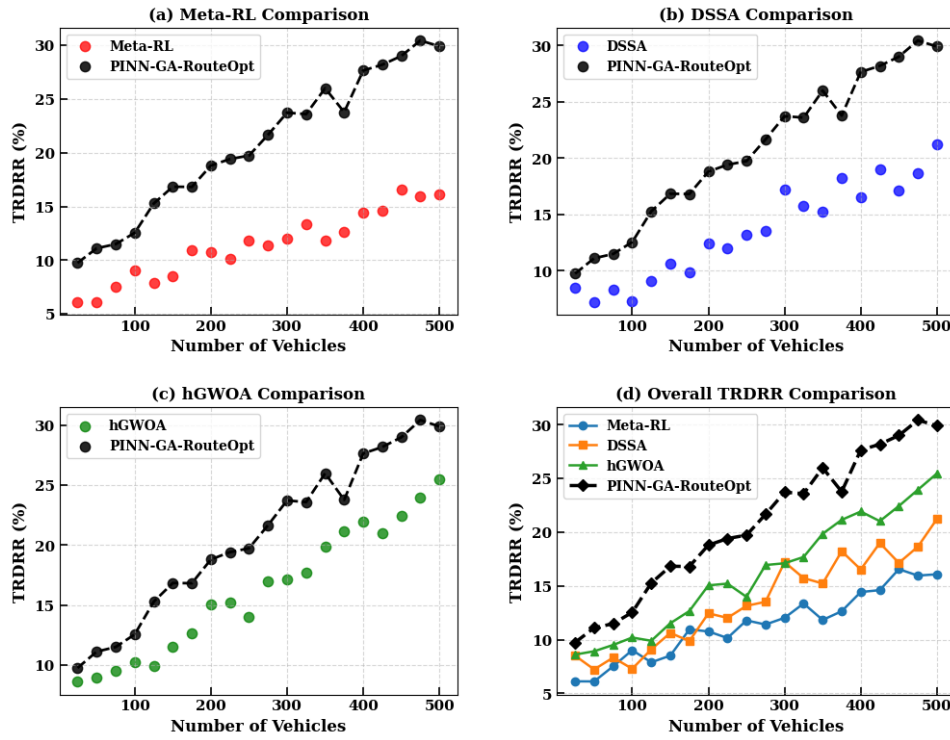 (a) Meta-RL Comparison
30
25
20
15
10
5
TRDRR (%)
Meta-RL
PINN-GA-RouteOpt
100
200
300
400
500
Number of Vehicles
(b) DSSA Comparison
30
25
20
15
10
TRDRR (%)
DSSA
PINN-GA-RouteOpt
100
200
300
400
500
Number of Vehicles
(c) hGWOA Comparison
30
25
20
15
10
TRDRR (%)
hGWOA
PINN-GA-RouteOpt
100
200
300
400
500
Number of Vehicles
(d) Overall TRDRR Comparison
30
25
20
15
10
5
TRDRR (%)
Meta-RL
DSSA
hGWOA
PINN-GA-RouteOpt
100
200
300
400
500
Number of Vehicles